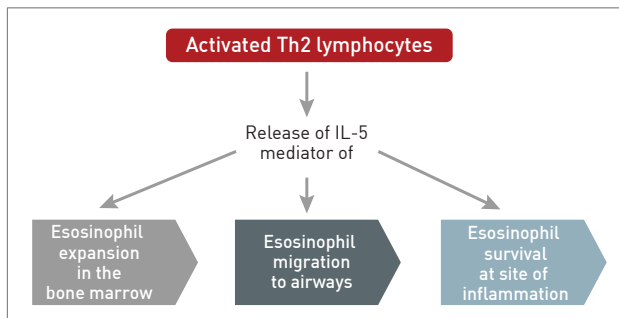 Activated Th2 lymphocytes
Release of IL-5
mediator of
Esosinophil
expansion
in the
bone marrow
Esosinophil
migration
to airways
Esosinophil
survival
at site of
inflammation